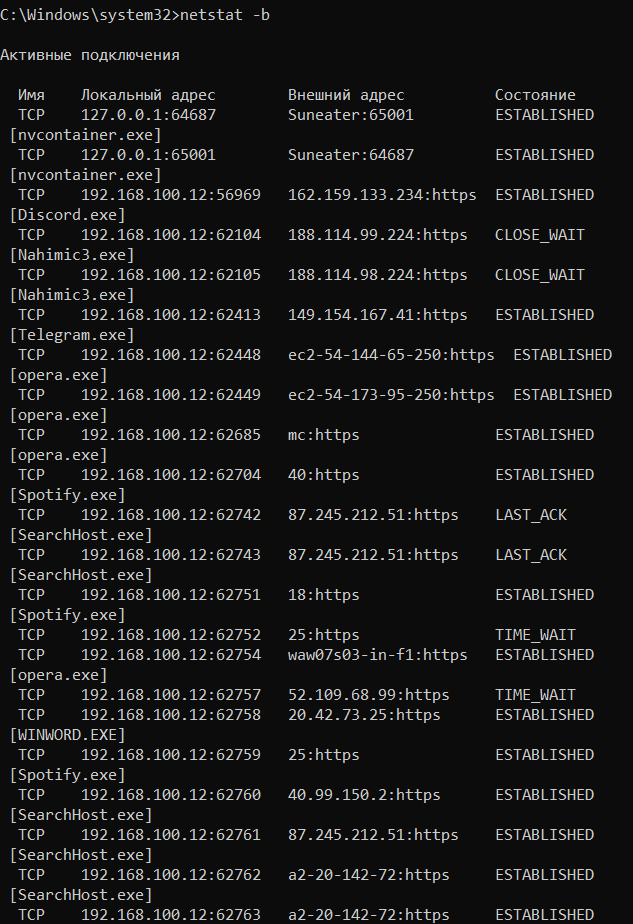 C:\Windows\system32>netstat -b
Активные подключения
Имя Локальный адрес Внешний адрес Состояние
TCP 127.0.0.1:64687 Suneater:65001 ESTABLISHED
[nvcontainer.exe]
TCP 127.0.0.1:65001 Suneater:64687 ESTABLISHED
[nvcontainer.exe]
TCP 192.168.100.12:56969 162.159.133.234:https ESTABLISHED
[Discord.exe]
TCP 192.168.100.12:62104 188.114.99.224:https CLOSE_WAIT
[Nahimic3.exe]
TCP 192.168.100.12:62105 188.114.98.224:https CLOSE_WAIT
[Nahimic3.exe]
TCP 192.168.100.12:62413 149.154.167.41:https ESTABLISHED
[Telegram.exe]
TCP 192.168.100.12:62448 ec2-54-144-65-250:https ESTABLISHED
[opera.exe]
TCP 192.168.100.12:62449 ec2-54-173-95-250:https ESTABLISHED
[opera.exe]
TCP 192.168.100.12:62685 mc:https ESTABLISHED
[opera.exe]
TCP 192.168.100.12:62704 40:https ESTABLISHED
[Spotify.exe]
TCP 192.168.100.12:62742 87.245.212.51:https LAST_ACK
[SearchHost.exe]
TCP 192.168.100.12:62743 87.245.212.51:https LAST_ACK
[SearchHost.exe]
TCP 192.168.100.12:62751 18:https ESTABLISHED
[Spotify.exe]
TCP 192.168.100.12:62752 25:https TIME_WAIT
TCP 192.168.100.12:62754 waw07s03-in-f1:https ESTABLISHED
[opera.exe]
TCP 192.168.100.12:62757 52.109.68.99:https TIME_WAIT
TCP 192.168.100.12:62758 20.42.73.25:https ESTABLISHED
[WINWORD.EXE]
TCP 192.168.100.12:62759 25:https ESTABLISHED
[Spotify.exe]
TCP 192.168.100.12:62760 40.99.150.2:https ESTABLISHED
[SearchHost.exe]
TCP 192.168.100.12:62761 87.245.212.51:https ESTABLISHED
[SearchHost.exe]
TCP 192.168.100.12:62762 a2-20-142-72:https ESTABLISHED
[SearchHost.exe]
TCP 192.168.100.12:62763 a2-20-142-72:https ESTABLISHED